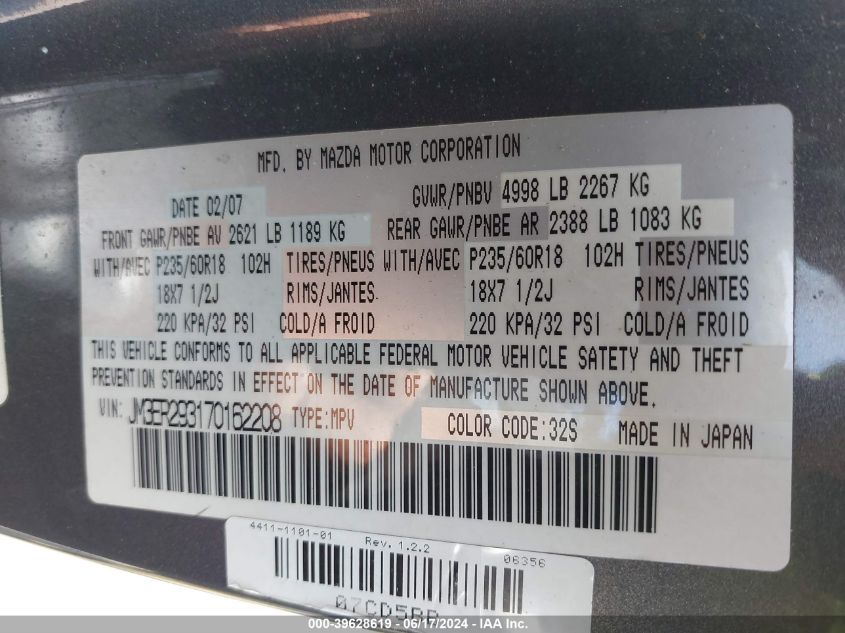 MFD. BY MAZDA MOTOR CORPORATION
DATE 02/07 GVWR/PNBV 4998 LB 2267 KG
FRONT GAWR/PNBE AV 2621 LB 1189 KG REAR GAWR/PNBE AR 2388 LB 1083 KG
WITH/AVEC P235/60R18 102H TIRES/PNEUS WITH/AVEC P235/60R18 102H TIRES/PNEUS
18X7 1/2J RIMS/JANTES 18X7 1/2J RIMS/JANTES
220 KPA/32 PSI COLD/A FROID 220 KPA/32 PSI COLD/A FROID
THIS VEHICLE CONFORMS TO ALL APPLICABLE FEDERAL MOTOR VEHICLE SAFETY AND THEFT
PREVENTION STANDARDS IN EFFECT ON THE DATE OF MANUFACTURE SHOWN ABOVE.
VIN: JM3ER293170162208 TYPE:MPV COLOR CODE:32S MADE IN JAPAN
4411-1101-01 Rev. 1.2.2 06356
000-39628619 - 06/17/2024 - IAA Inc.